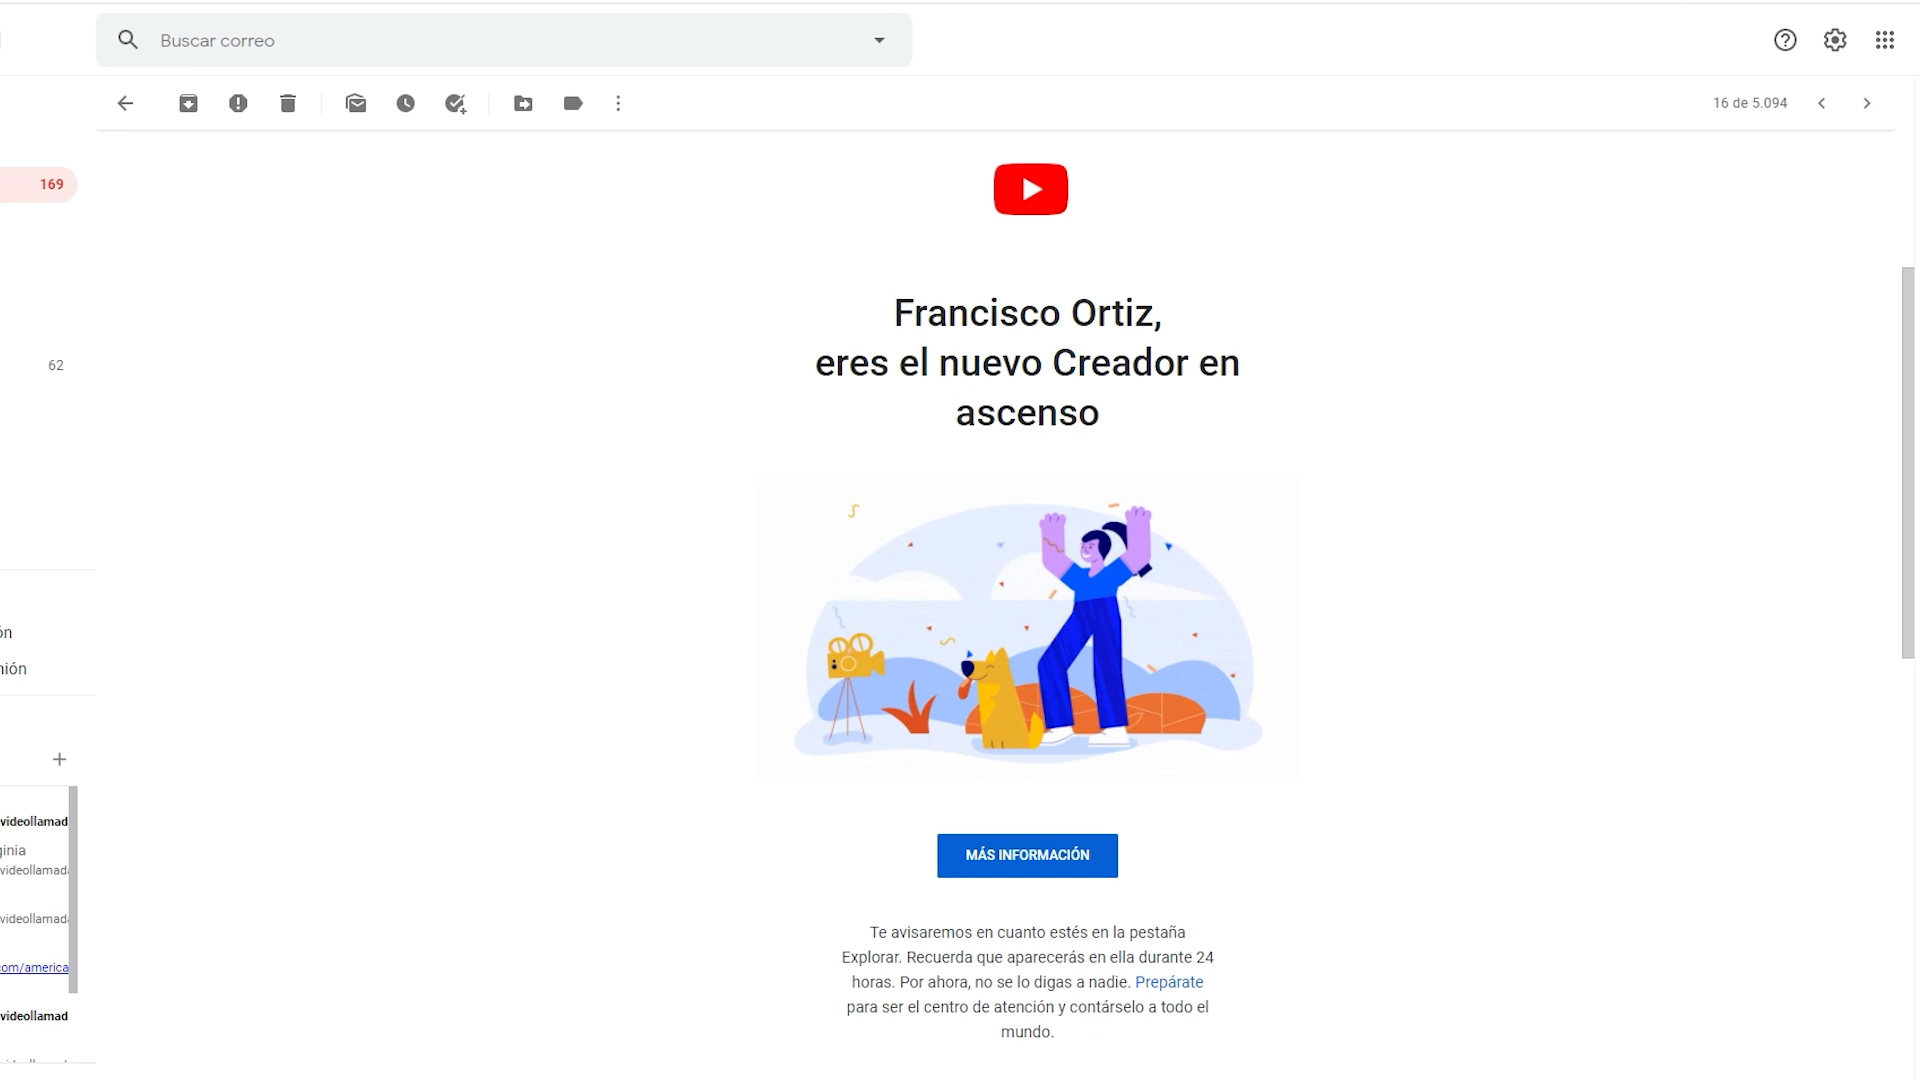 Buscar correo
16 de 5.094
169
Francisco Ortiz,
eres el nuevo Creador en
ascenso
62
ón
nión
videollamad
ginia
videollamada
videollamada
com/america
videollamad
MÁS INFORMACIÓN
Te avisaremos en cuanto estés en la pestaña
Explorar. Recuerda que aparecerás en ella durante 24
horas. Por ahora, no se lo digas a nadie. Prepárate
para ser el centro de atención y contárselo a todo el
mundo.